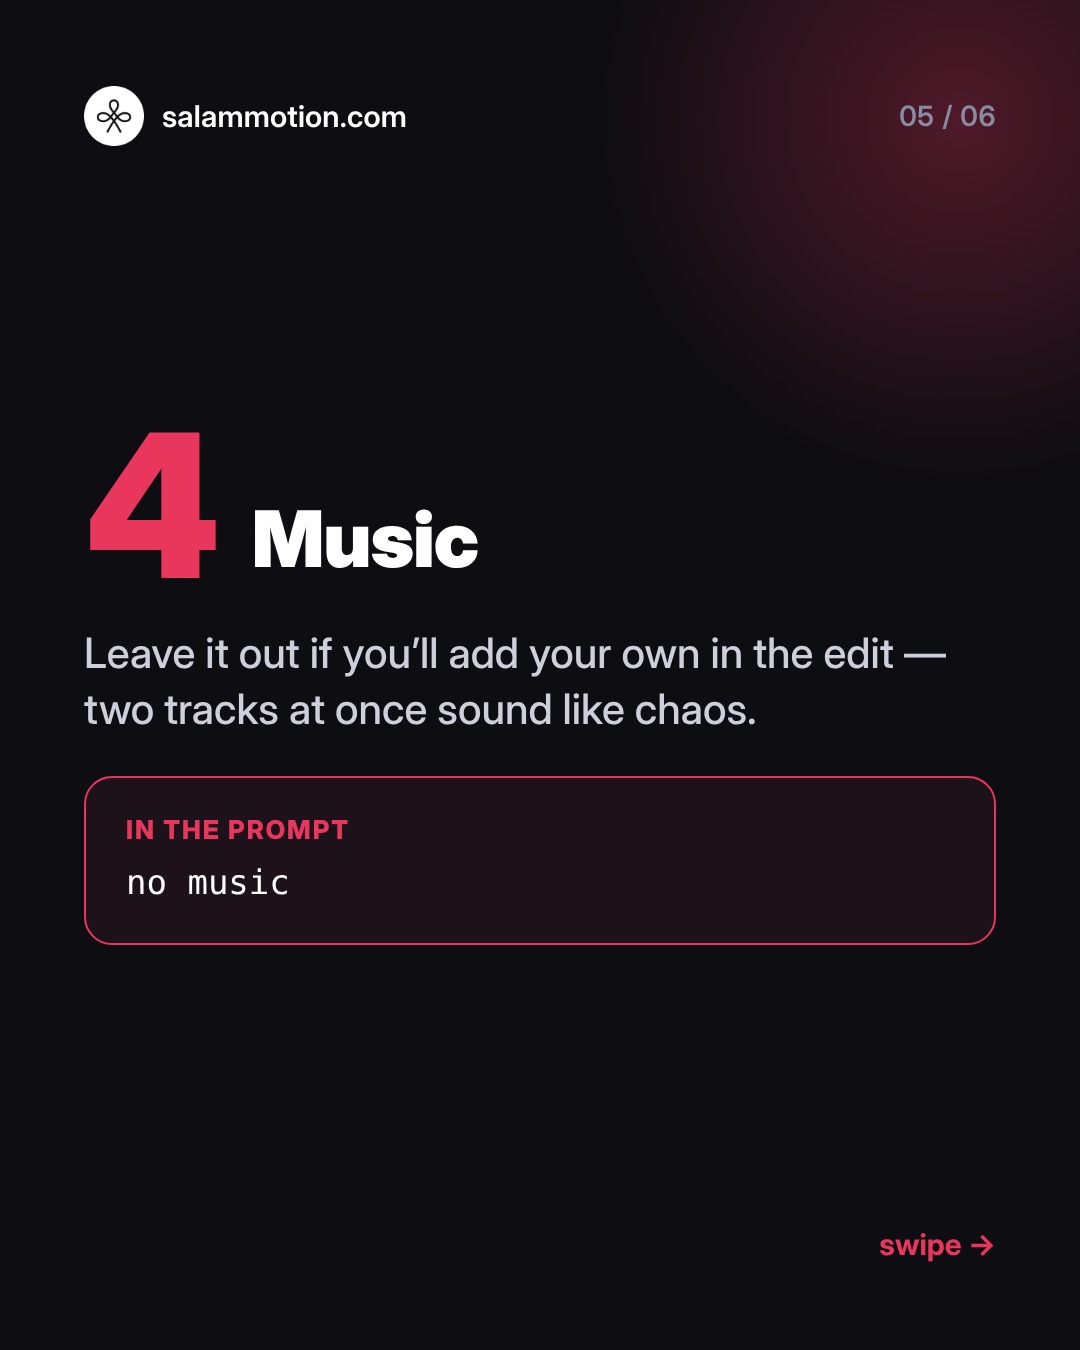 salammotion.com
05 / 06
4 Music
Leave it out if you’ll add your own in the edit —
two tracks at once sound like chaos.
IN THE PROMPT
no music
swipe →